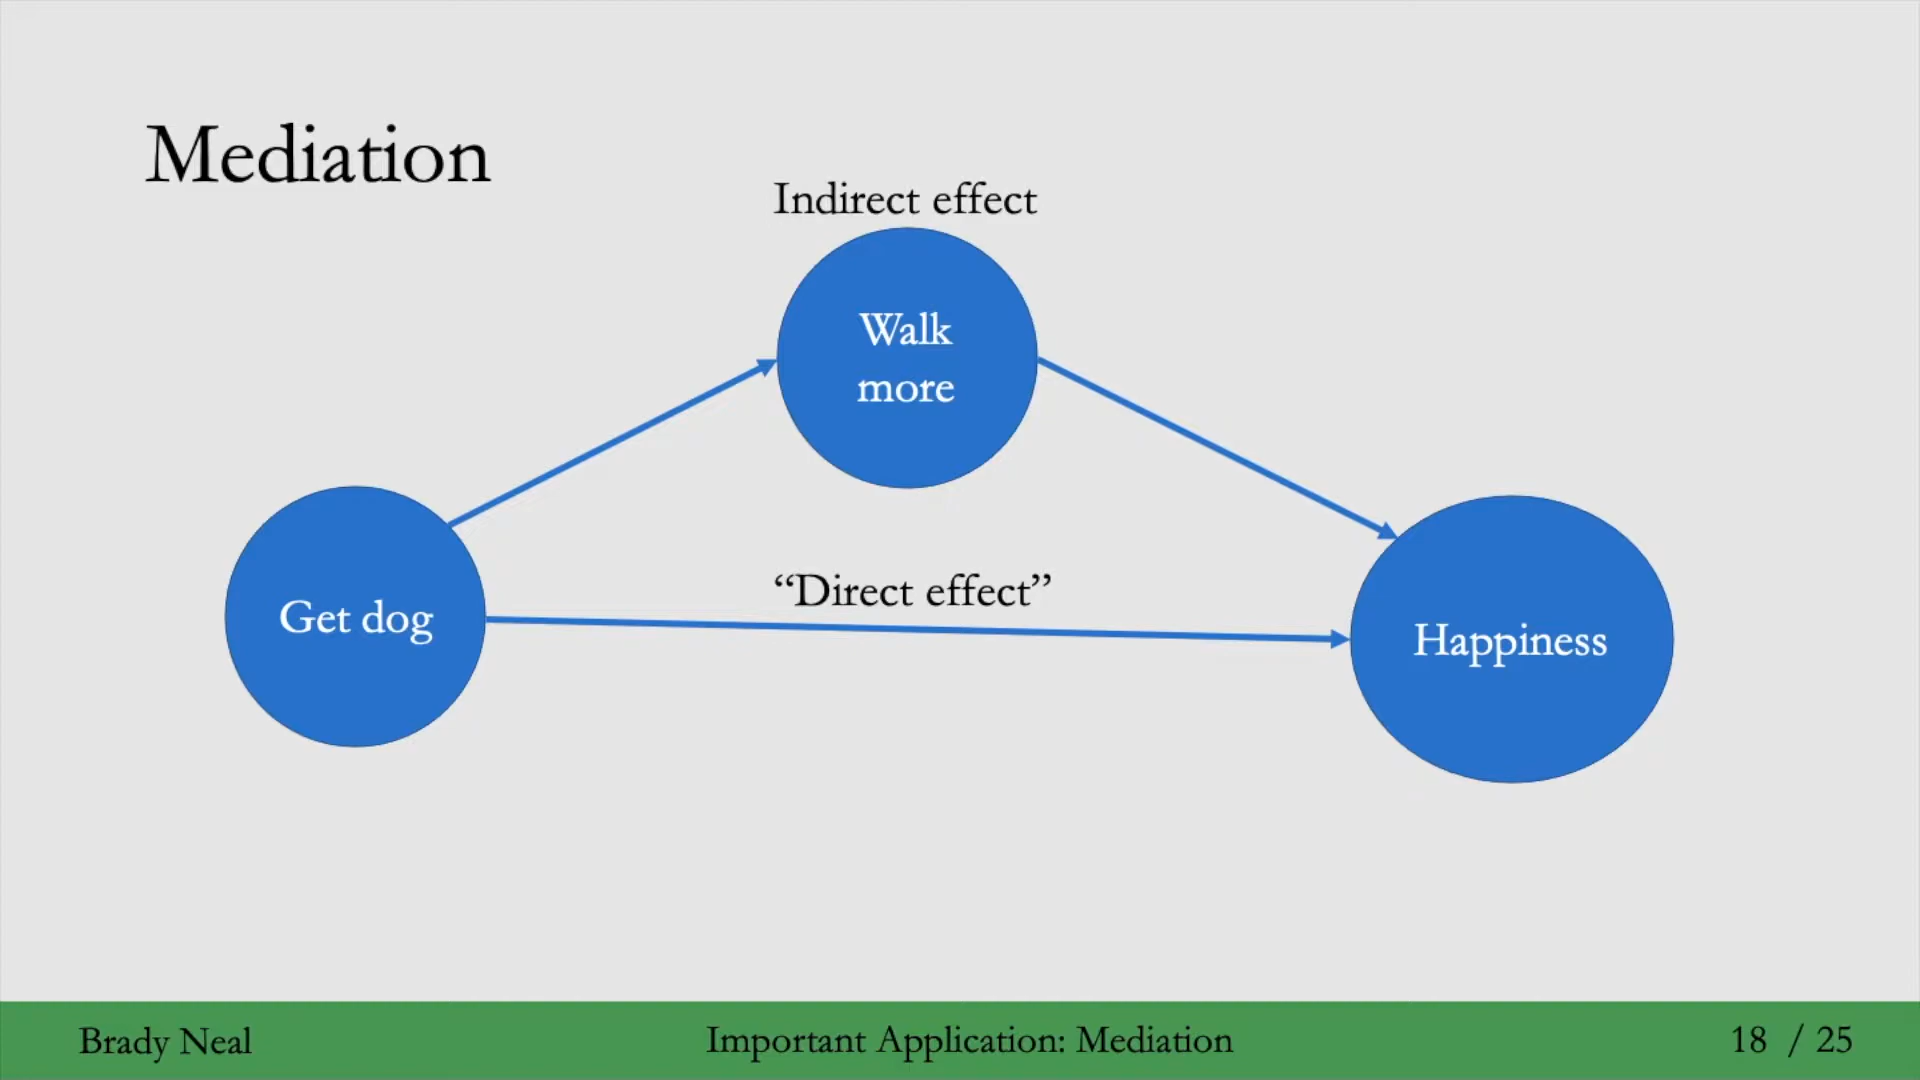 Mediation
Indirect effect
Walk
more
Get dog
“Direct effect”
Happiness
Brady Neal
Important Application: Mediation
18 / 25